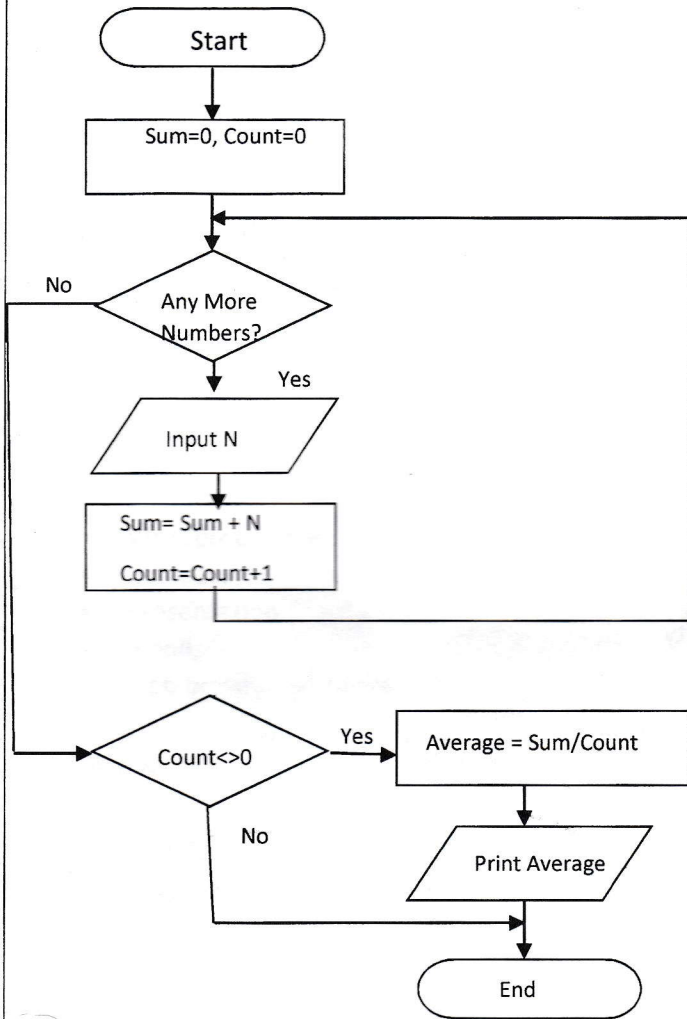 Start
Sum=0, Count=0
No
Any More
Numbers?
Yes
Input N
Sum= Sum + N
Count=Count+1
Count<>0
Yes
Average = Sum/Count
No
Print Average
End